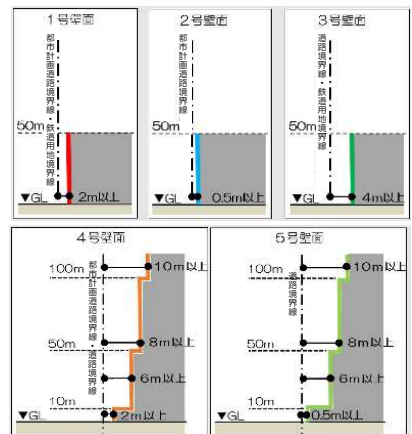 1号壁面
都市計画道路境界線・鉄道用地境界線
50m
▼GL
2m以上
2号壁面
都市計画道路境界線
50m
▼GL
0.5m以上
3号壁面
道路境界線・鉄道用地境界線
50m
▼GL
4m以上
4号壁面
都市計画道路境界線・道路境界線
100m
10m以上
50m
8m以上
6m以上
10m
▼GL
2m以上
5号壁面
道路境界線
100m
10m以上
50m
8m以上
6m以上
10m
▼GL
0.5m以上